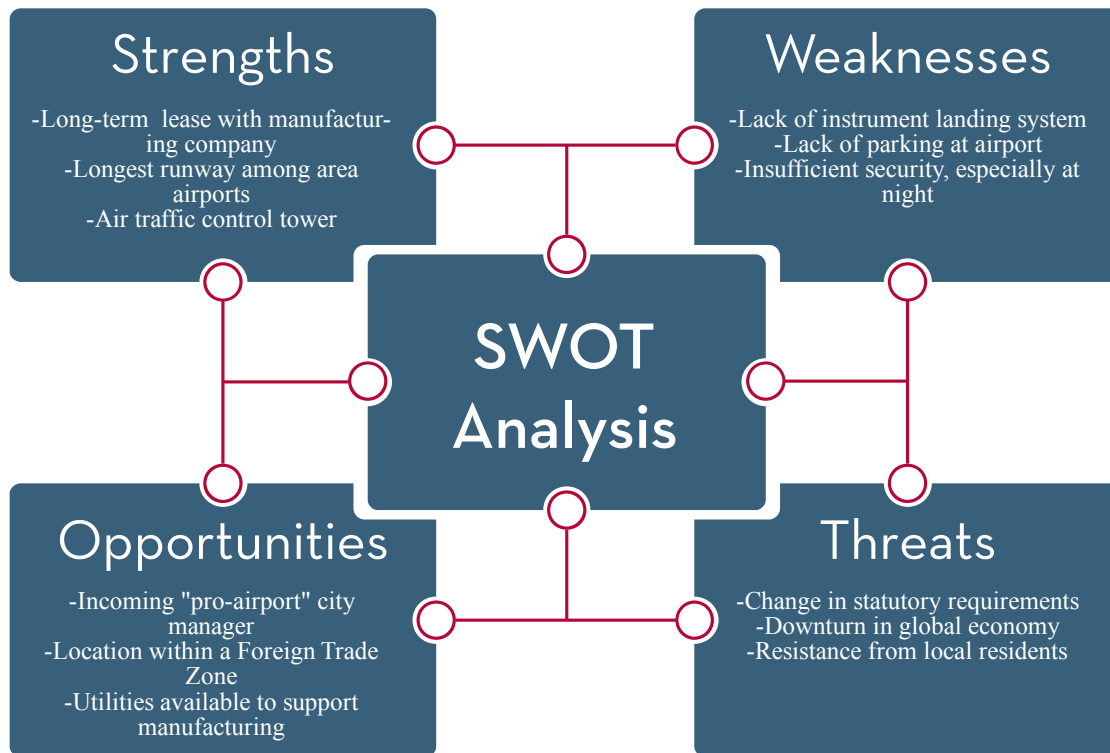 Strengths
-Long-term  lease with manufactur-
ing company
-Longest runway among area
airports
-Air traffic control tower
Weaknesses
-Lack of instrument landing system
-Lack of parking at airport
-Insufficient security, especially at
night
SWOT
Analysis
Opportunities
-Incoming "pro-airport" city
manager
-Location within a Foreign Trade
Zone
-Utilities available to support
manufacturing
Threats
-Change in statutory requirements
-Downturn in global economy
-Resistance from local residents